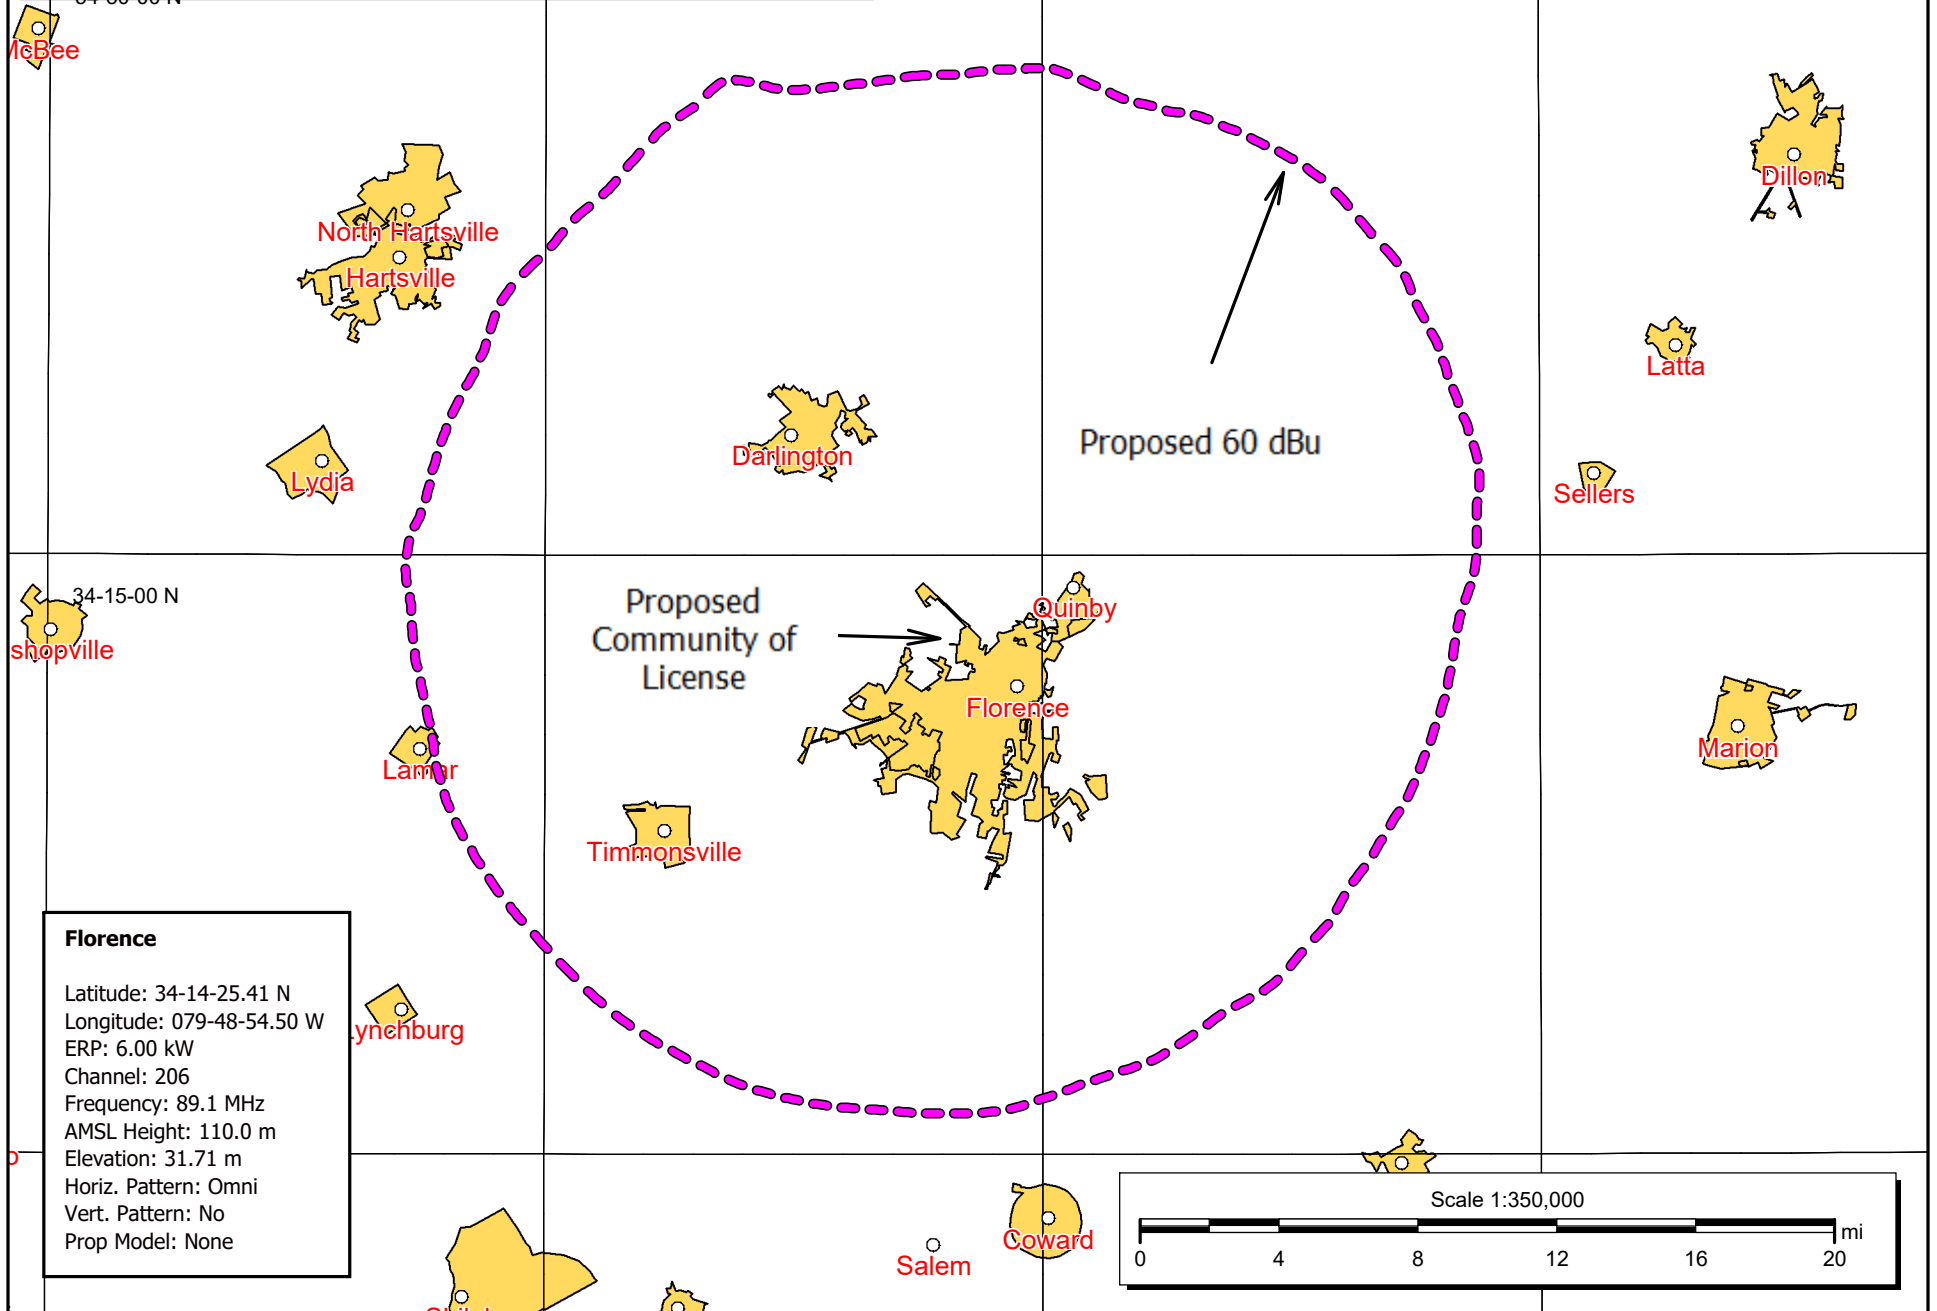 McBee
North Hartsville
Hartsville
Dillon
Latta
Lydia
Darlington
Proposed 60 dBu
Sellers
34-15-00 N
shopville
Proposed
Community of
License
Quinby
Florence
Marion
Lamar
Timmonsville
Lynchburg
Florence
Latitude: 34-14-25.41 N
Longitude: 079-48-54.50 W
ERP: 6.00 kW
Channel: 206
Frequency: 89.1 MHz
AMSL Height: 110.0 m
Elevation: 31.71 m
Horiz. Pattern: Omni
Vert. Pattern: No
Prop Model: None
Salem
Coward
Scale 1:350,000
mi
0 4 8 12 16 20